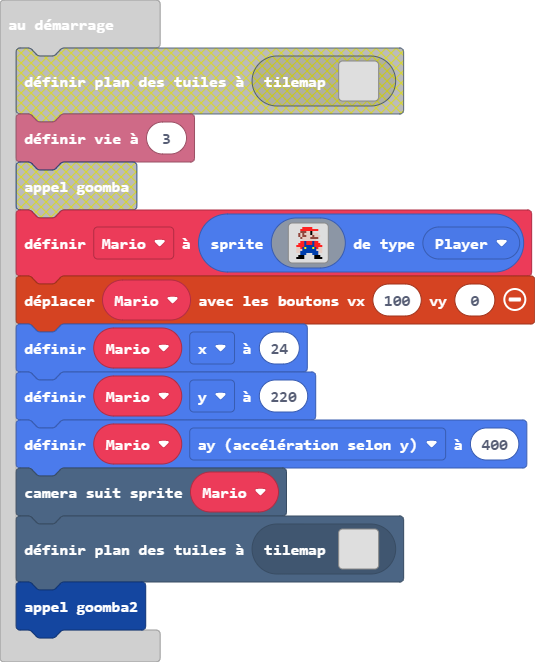 au démarrage
définir plan des tuiles à tilemap
définir vie à 3
appel goomba
définir Mario à sprite de type Player
déplacer Mario avec les boutons vx 100 vy 0
définir Mario x à 24
définir Mario y à 220
définir Mario ay (accélération selon y) à 400
camera suit sprite Mario
définir plan des tuiles à tilemap
appel goomba2